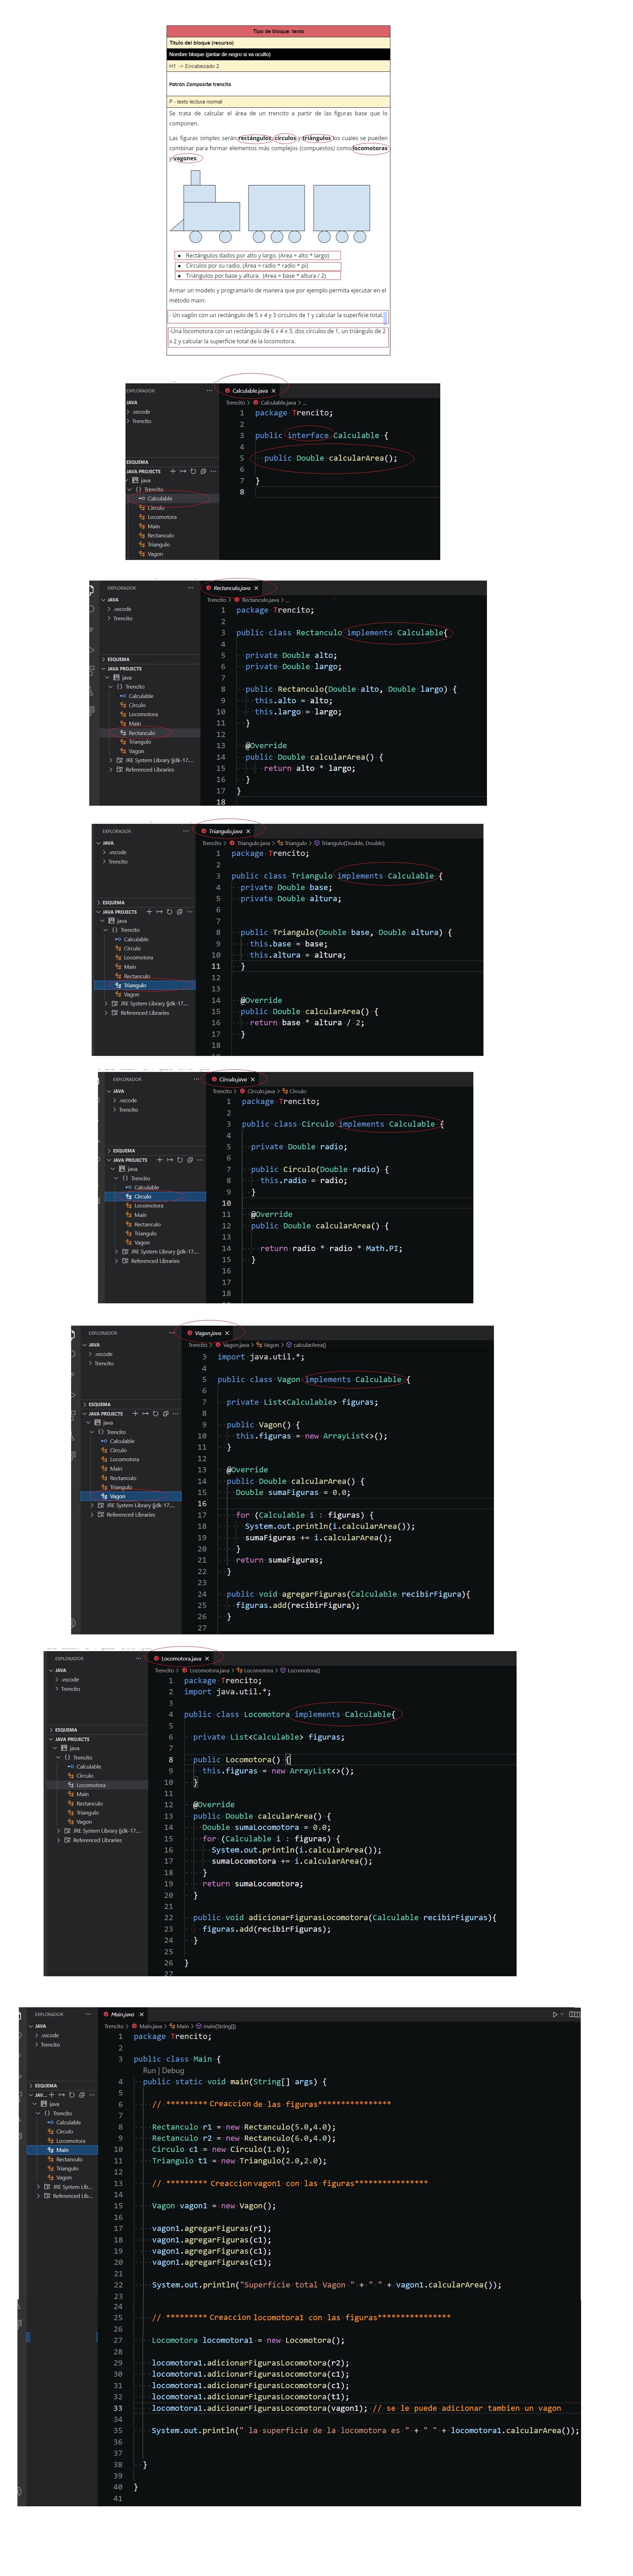 Tipo de bloque: texto
Título del bloque (recurso)
Nombre bloque (pintar de negro si va oculto)
H1 -> Encabezado 2
Patrón Composite: trencito
P - texto lectura normal
Se trata de calcular el área de un trencito a partir de las figuras base que lo
componen.
Las figuras simples serán rectángulos, círculos y triángulos, los cuales se pueden
combinar para formar elementos más complejos (compuestos) como locomotoras
y vagones:
● Rectángulos dados por alto y largo. (Area = alto * largo)
● Círculos por su radio. (Area = radio * radio * pi)
● Triángulos por base y altura. (Area = base * altura / 2)
Armar un modelo y programarlo de manera que por ejemplo permita ejecutar en el
método main:
- Un vagón con un rectángulo de 5 x 4 y 3 circulos de 1 y calcular la superficie total.
-Una locomotora con un rectángulo de 6 x 4 x 3, dos círculos de 1, un triángulo de 2
x 2 y calcular la superficie total de la locomotora.
EXPLORADOR ···
JAVA
> .vscode
> Trencito
ESQUEMA
JAVA PROJECTS
java
{} Trencito
Calculable
Circulo
Locomotora
Main
Rectanculo
Triangulo
Vagon
Calculable.java ×
Trencito > Calculable.java > ...
1 package Trencito;
2
3 public interface Calculable {
4
5 public Double calcularArea();
6
7 }
8
EXPLORADOR ···
JAVA
> .vscode
> Trencito
ESQUEMA
JAVA PROJECTS
java
{} Trencito
Calculable
Circulo
Locomotora
Main
Rectanculo
Triangulo
Vagon
JRE System Library [jdk-17....
Referenced Libraries
Rectanculo.java ×
Trencito > Rectanculo.java > ...
1 package Trencito;
2
3 public class Rectanculo implements Calculable{
4
5 private Double alto;
6 private Double largo;
7
8 public Rectanculo(Double alto, Double largo) {
9 this.alto = alto;
10 this.largo = largo;
11 }
12
13 @Override
14 public Double calcularArea() {
15 return alto * largo;
16 }
17 }
18
EXPLORADOR ···
JAVA
> .vscode
> Trencito
ESQUEMA
JAVA PROJECTS
java
{} Trencito
Calculable
Circulo
Locomotora
Main
Rectanculo
Triangulo
Vagon
JRE System Library [jdk-17....
Referenced Libraries
Triangulo.java ×
Trencito > Triangulo.java > Triangulo > Triangulo(Double, Double)
1 package Trencito;
2
3 public class Triangulo implements Calculable {
4 private Double base;
5 private Double altura;
6
7
8 public Triangulo(Double base, Double altura) {
9 this.base = base;
10 this.altura = altura;
11 }
12
13
14 @Override
15 public Double calcularArea() {
16 return base * altura / 2;
17 }
18
EXPLORADOR ···
JAVA
> .vscode
> Trencito
ESQUEMA
JAVA PROJECTS
java
{} Trencito
Calculable
Circulo
Locomotora
Main
Rectanculo
Triangulo
Vagon
JRE System Library [jdk-17....
Referenced Libraries
Circulo.java ×
Trencito > Circulo.java > Circulo
1 package Trencito;
2
3 public class Circulo implements Calculable {
4
5 private Double radio;
6
7 public Circulo(Double radio) {
8 this.radio = radio;
9 }
10
11 @Override
12 public Double calcularArea() {
13
14 return radio * radio * Math.PI;
15 }
16
17
18
EXPLORADOR ···
JAVA
> .vscode
> Trencito
ESQUEMA
JAVA PROJECTS
java
{} Trencito
Calculable
Circulo
Locomotora
Main
Rectanculo
Triangulo
Vagon
JRE System Library [jdk-17....
Referenced Libraries
Vagon.java ×
Trencito > Vagon.java > Vagon > calcularArea()
3 import java.util.*;
4
5 public class Vagon implements Calculable {
6
7 private List<Calculable> figuras;
8
9 public Vagon() {
10 this.figuras = new ArrayList<>();
11 }
12
13 @Override
14 public Double calcularArea() {
15 Double sumaFiguras = 0.0;
16
17 for (Calculable i : figuras) {
18 System.out.println(i.calcularArea());
19 sumaFiguras += i.calcularArea();
20 }
21 return sumaFiguras;
22 }
23
24 public void agregarFiguras(Calculable recibirFigura){
25 figuras.add(recibirFigura);
26 }
27
EXPLORADOR ···
JAVA
> .vscode
> Trencito
ESQUEMA
JAVA PROJECTS
java
{} Trencito
Calculable
Circulo
Locomotora
Main
Rectanculo
Triangulo
Vagon
JRE System Library [jdk-17....
Referenced Libraries
Locomotora.java ×
Trencito > Locomotora.java > Locomotora > Locomotora()
1 package Trencito;
2 import java.util.*;
3
4 public class Locomotora implements Calculable{
5
6 private List<Calculable> figuras;
7
8 public Locomotora() {
9 this.figuras = new ArrayList<>();
10 }
11
12 @Override
13 public Double calcularArea() {
14 Double sumaLocomotora = 0.0;
15 for (Calculable i : figuras) {
16 System.out.println(i.calcularArea());
17 sumaLocomotora += i.calcularArea();
18 }
19 return sumaLocomotora;
20 }
21
22 public void adicionarFigurasLocomotora(Calculable recibirFiguras){
23 figuras.add(recibirFiguras);
24 }
25
26 }
27
EXPLORADOR ···
JAVA
> .vscode
> Trencito
ESQUEMA
JAV...
java
{} Trencito
Calculable
Circulo
Locomotora
Main
Rectanculo
Triangulo
Vagon
JRE System Lib...
Referenced Lib...
Main.java ×
Trencito > Main.java > Main > main(String[])
1 package Trencito;
2
3 public class Main {
Run | Debug
4 public static void main(String[] args) {
5
6 // ********* Creaccion de las figuras****************
7
8 Rectanculo r1 = new Rectanculo(5.0,4.0);
9 Rectanculo r2 = new Rectanculo(6.0,4.0);
10 Circulo c1 = new Circulo(1.0);
11 Triangulo t1 = new Triangulo(2.0,2.0);
12
13 // ********* Creaccion vagon1 con las figuras****************
14
15 Vagon vagon1 = new Vagon();
16
17 vagon1.agregarFiguras(r1);
18 vagon1.agregarFiguras(c1);
19 vagon1.agregarFiguras(c1);
20 vagon1.agregarFiguras(c1);
21
22 System.out.println("Superficie total Vagon " + " " + vagon1.calcularArea());
23
24
25 // ********* Creaccion locomotora1 con las figuras****************
26
27 Locomotora locomotora1 = new Locomotora();
28
29 locomotora1.adicionarFigurasLocomotora(r2);
30 locomotora1.adicionarFigurasLocomotora(c1);
31 locomotora1.adicionarFigurasLocomotora(c1);
32 locomotora1.adicionarFigurasLocomotora(t1);
33 locomotora1.adicionarFigurasLocomotora(vagon1); // se le puede adicionar tambien un vagon
34
35 System.out.println(" la superficie de la locomotora es " + " " + locomotora1.calcularArea());
36
37
38 }
39
40 }
41